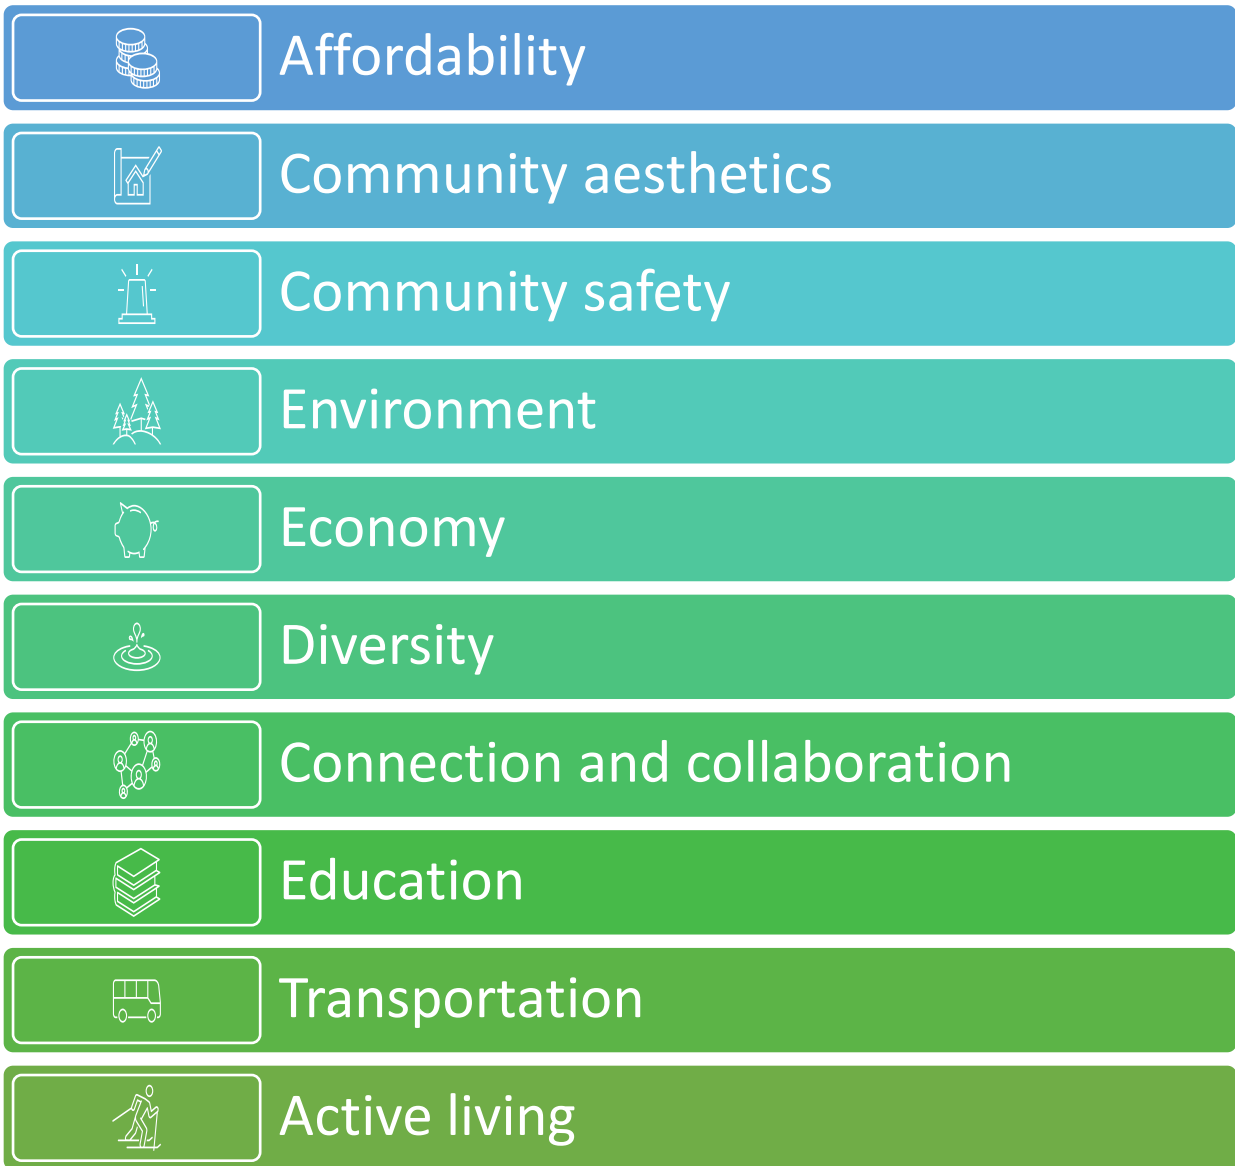 Affordability
Community aesthetics
Community safety
Environment
Economy
Diversity
Connection and collaboration
Education
Transportation
Active living